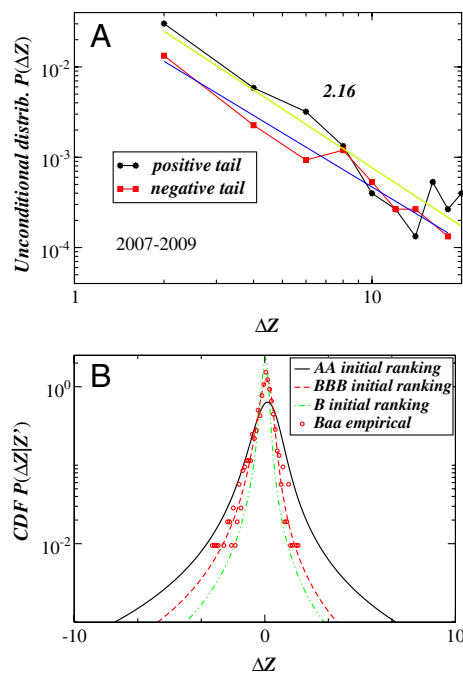 A
Unconditional distrib. P(ΔZ)
10^-2
10^-3
10^-4
2.16
positive tail
negative tail
2007-2009
1
10
ΔZ
B
CDF P(ΔZ|Z')
10^0
10^-2
AA initial ranking
BBB initial ranking
B initial ranking
Baa empirical
-10
0
10
ΔZ